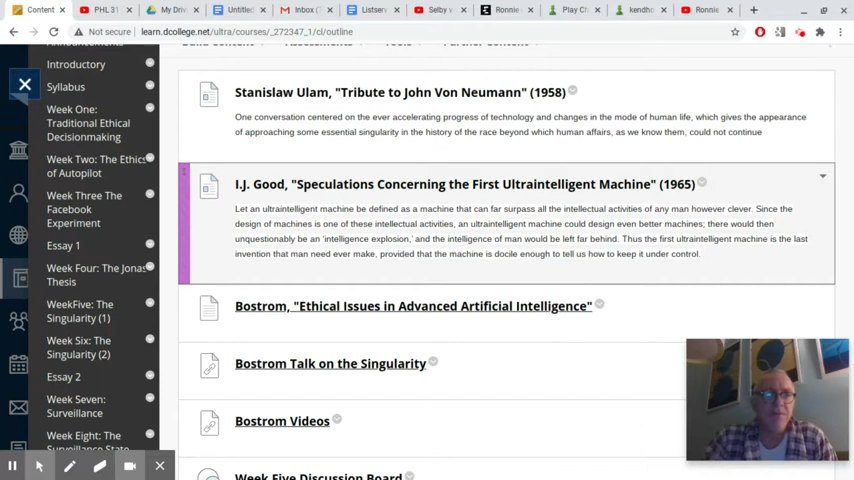 Content
PHL 31
My Driv
Untitled
Inbox (
Listserv
Selby w
Ronnies
Play Ch
kendho
Ronnie
Not secure
learn.dcollege.net/ultra/courses/_272347_1/cl/outline
Introductory
Syllabus
Week One:
Traditional Ethical
Decisionmaking
Week Two: The Ethics
of Autopilot
Week Three The
Facebook
Experiment
Essay 1
Week Four: The Jonas
Thesis
WeekFive: The
Singularity (1)
Week Six: The
Singularity (2)
Essay 2
Week Seven:
Surveillance
Week Eight: The
Surveillance State
Stanislaw Ulam, "Tribute to John Von Neumann" (1958)
One conversation centered on the ever accelerating progress of technology and changes in the mode of human life, which gives the appearance
of approaching some essential singularity in the history of the race beyond which human affairs, as we know them, could not continue
I.J. Good, "Speculations Concerning the First Ultraintelligent Machine" (1965)
Let an ultraintelligent machine be defined as a machine that can far surpass all the intellectual activities of any man however clever. Since the
design of machines is one of these intellectual activities, an ultraintelligent machine could design even better machines; there would then
unquestionably be an 'intelligence explosion,' and the intelligence of man would be left far behind. Thus the first ultraintelligent machine is the last
invention that man need ever make, provided that the machine is docile enough to tell us how to keep it under control.
Bostrom, "Ethical Issues in Advanced Artificial Intelligence"
Bostrom Talk on the Singularity
Bostrom Videos
Week Five Discussion Board